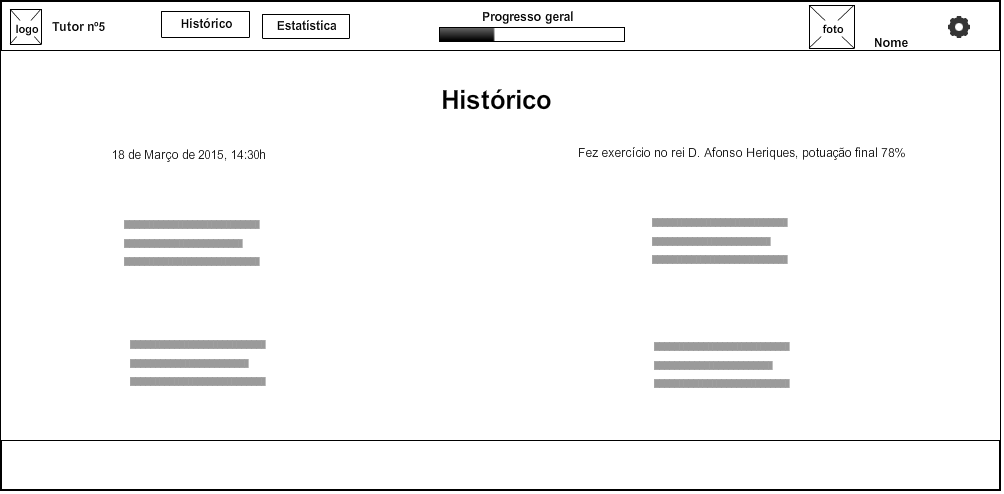 logo
Tutor nº5
Histórico
Estatística
Progresso geral
foto
Nome
Histórico
18 de Março de 2015, 14:30h
Fez exercício no rei D. Afonso Heriques, potuação final 78%